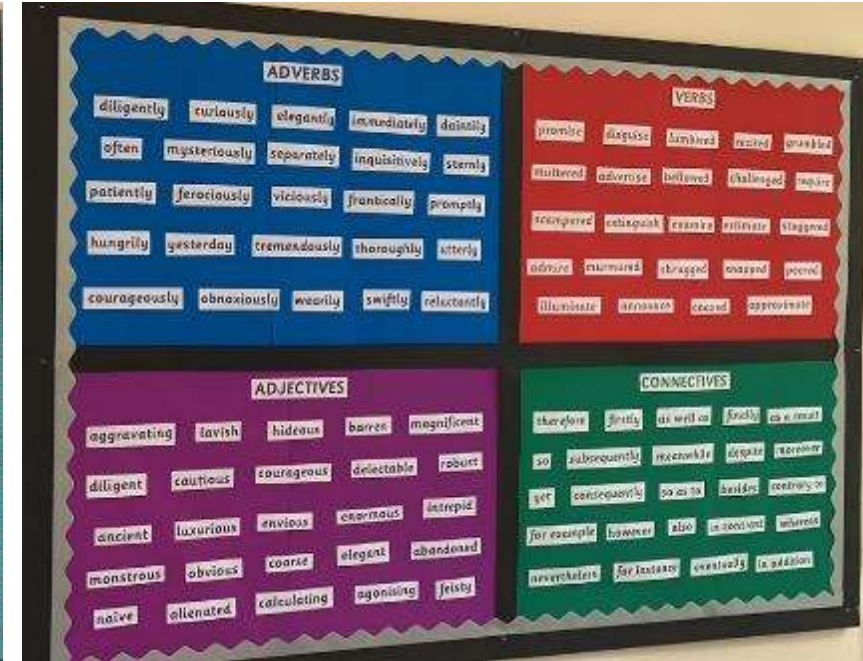 ADVERBS
diligently curiously elegantly immediately daintily
often mysteriously separately inquisitively sternly
patiently ferociously viciously frantically promptly
hungrily yesterday tremendously thoroughly utterly
courageously obnoxiously wearily swiftly reluctantly
VERBS
promise disguise lumbered recited grumbled
muttered advertise bellowed challenged require
scampered extinguish examine estimate staggered
admire murmured shrugged snapped peered
illuminate announce coaxed approximate
ADJECTIVES
aggravating lavish hideous barren magnificent
diligent cautious courageous delectable robust
ancient luxurious envious enormous intrepid
monstrous obvious coarse elegant abandoned
naive alienated calculating agonising feisty
CONNECTIVES
therefore firstly as well as finally as a result
so subsequently meanwhile despite moreover
yet consequently so as to besides contrary to
for example however also in contrast whereas
nevertheless for instance eventually in addition